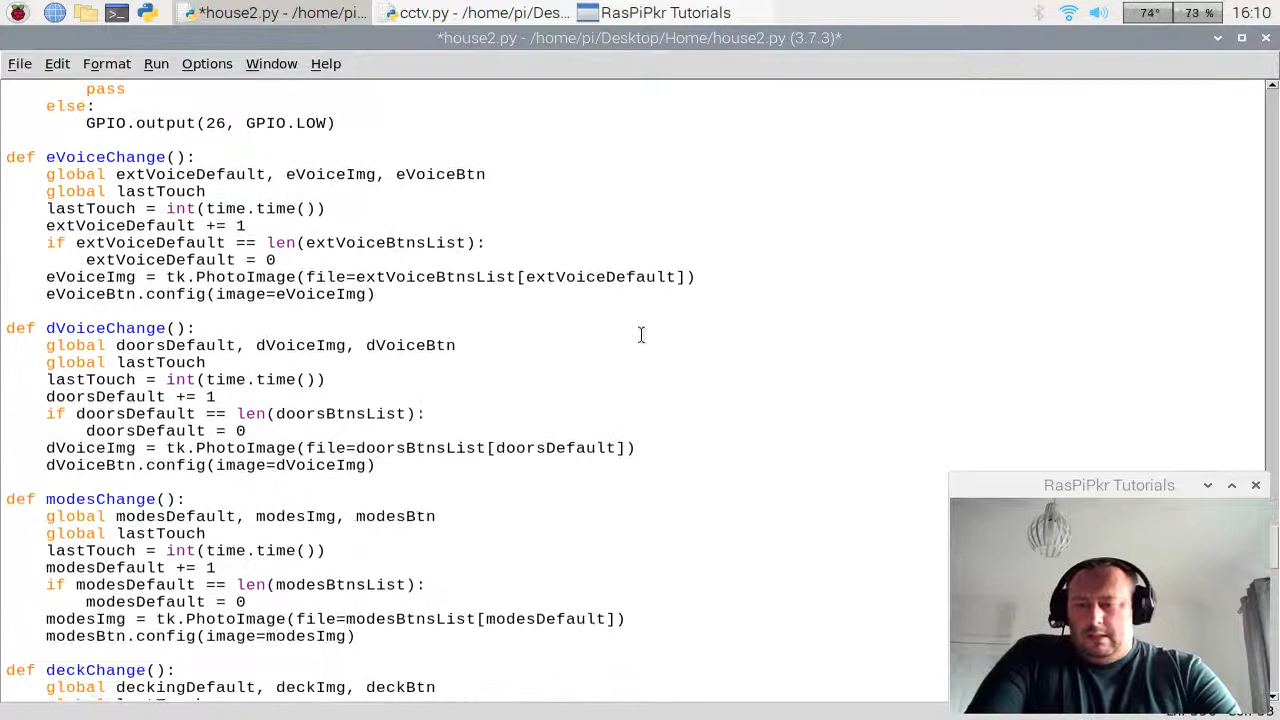 *house2.py - /home/pi... cctv.py - /home/pi/Des... RasPiPkr Tutorials 74° 73 % 16:10
*house2.py - /home/pi/Desktop/Home/house2.py (3.7.3)*
File Edit Format Run Options Window Help
pass
else:
GPIO.output(26, GPIO.LOW)
def eVoiceChange():
global extVoiceDefault, eVoiceImg, eVoiceBtn
global lastTouch
lastTouch = int(time.time())
extVoiceDefault += 1
if extVoiceDefault == len(extVoiceBtnsList):
extVoiceDefault = 0
eVoiceImg = tk.PhotoImage(file=extVoiceBtnsList[extVoiceDefault])
eVoiceBtn.config(image=eVoiceImg)
def dVoiceChange():
global doorsDefault, dVoiceImg, dVoiceBtn
global lastTouch
lastTouch = int(time.time())
doorsDefault += 1
if doorsDefault == len(doorsBtnsList):
doorsDefault = 0
dVoiceImg = tk.PhotoImage(file=doorsBtnsList[doorsDefault])
dVoiceBtn.config(image=dVoiceImg)
def modesChange():
global modesDefault, modesImg, modesBtn
global lastTouch
lastTouch = int(time.time())
modesDefault += 1
if modesDefault == len(modesBtnsList):
modesDefault = 0
modesImg = tk.PhotoImage(file=modesBtnsList[modesDefault])
modesBtn.config(image=modesImg)
def deckChange():
global deckingDefault, deckImg, deckBtn
RasPiPkr Tutorials